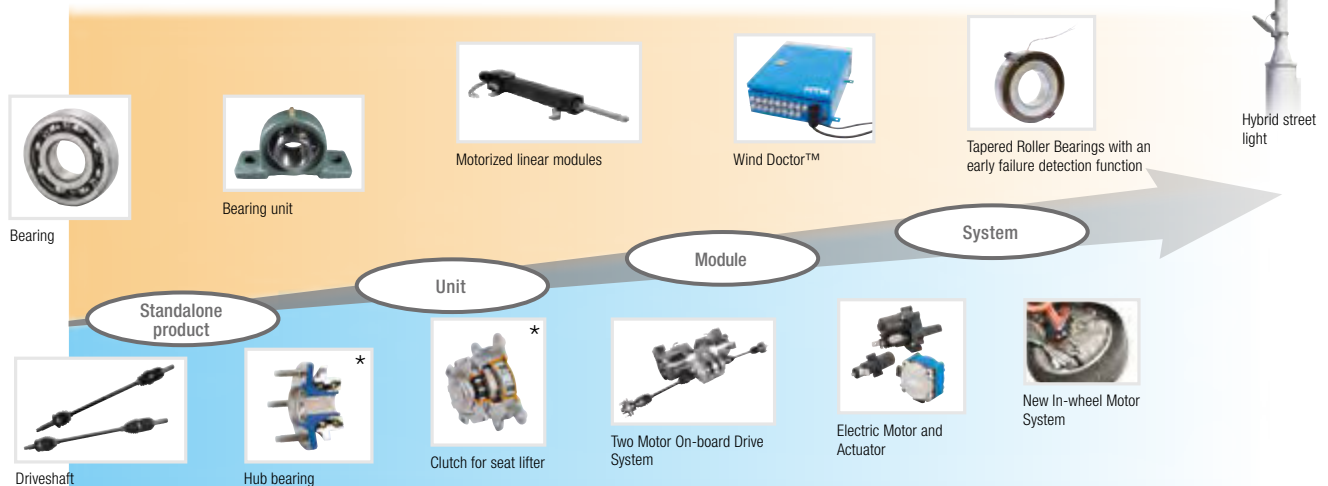 Bearing
Bearing unit
Motorized linear modules
Wind Doctor™
Tapered Roller Bearings with an
early failure detection function
Hybrid street
light
Standalone
product
Unit
Module
System
Driveshaft
*
Hub bearing
*
Clutch for seat lifter
Two Motor On-board Drive
System
Electric Motor and
Actuator
New In-wheel Motor
System